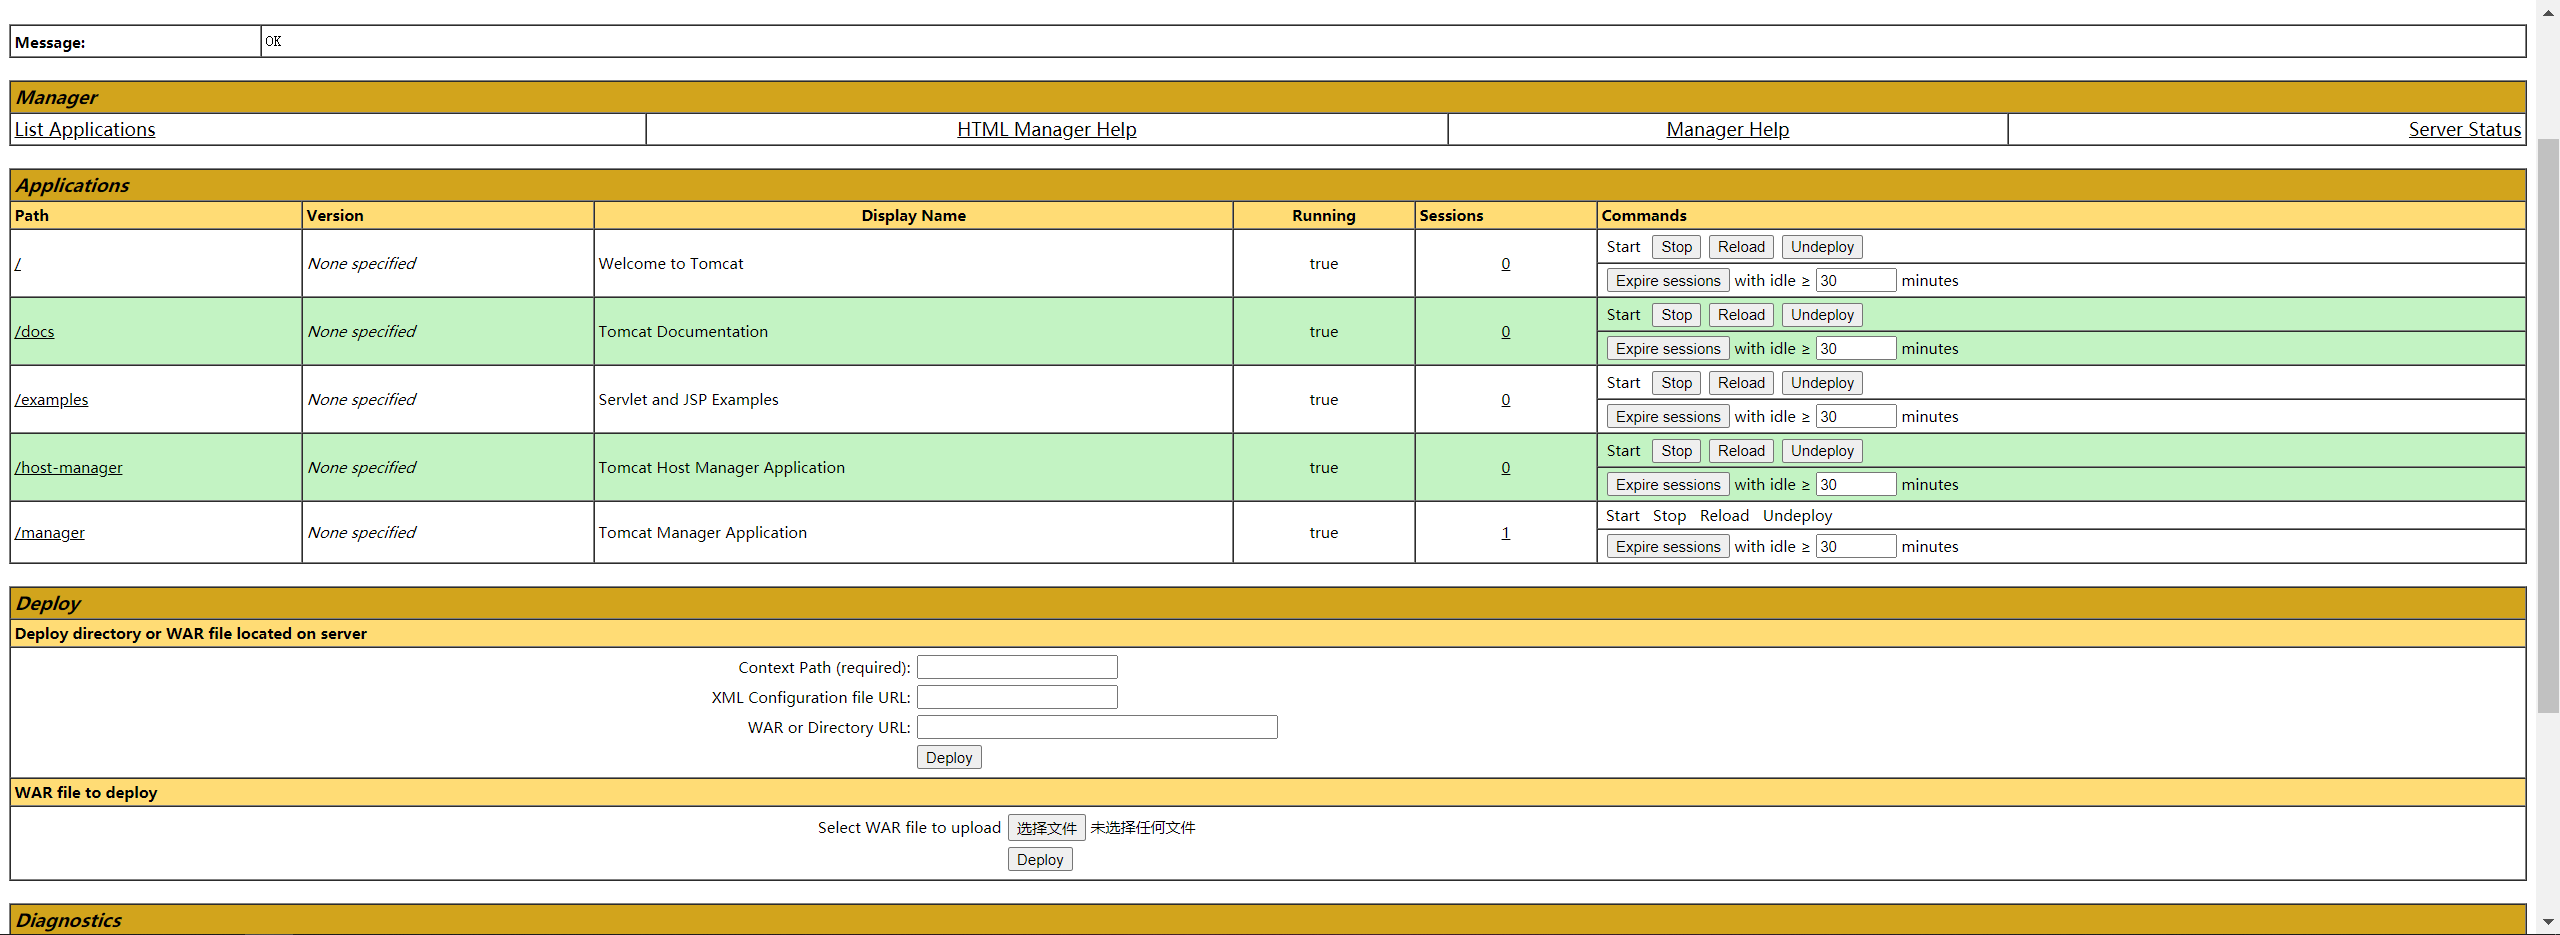 Message: OK
Manager
List Applications HTML Manager Help Manager Help Server Status
Applications
Path Version Display Name Running Sessions Commands
/ None specified Welcome to Tomcat true 0 Start Stop Reload Undeploy
Expire sessions with idle ≥ 30 minutes
/docs None specified Tomcat Documentation true 0 Start Stop Reload Undeploy
Expire sessions with idle ≥ 30 minutes
/examples None specified Servlet and JSP Examples true 0 Start Stop Reload Undeploy
Expire sessions with idle ≥ 30 minutes
/host-manager None specified Tomcat Host Manager Application true 0 Start Stop Reload Undeploy
Expire sessions with idle ≥ 30 minutes
/manager None specified Tomcat Manager Application true 1 Start Stop Reload Undeploy
Expire sessions with idle ≥ 30 minutes
Deploy
Deploy directory or WAR file located on server
Context Path (required):
XML Configuration file URL:
WAR or Directory URL:
Deploy
WAR file to deploy
Select WAR file to upload 选择文件 未选择任何文件
Deploy
Diagnostics